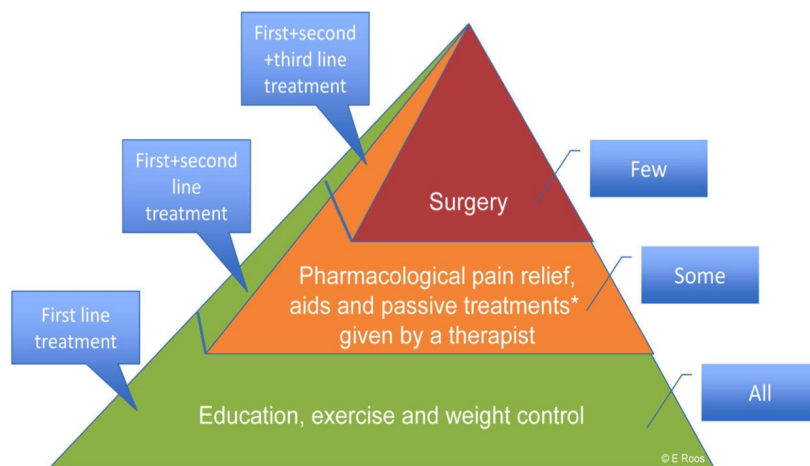 First+second
+third line
treatment
First+second
line
treatment
First line
treatment
Surgery
Pharmacological pain relief,
aids and passive treatments*
given by a therapist
Education, exercise and weight control
Few
Some
All
© E Roos